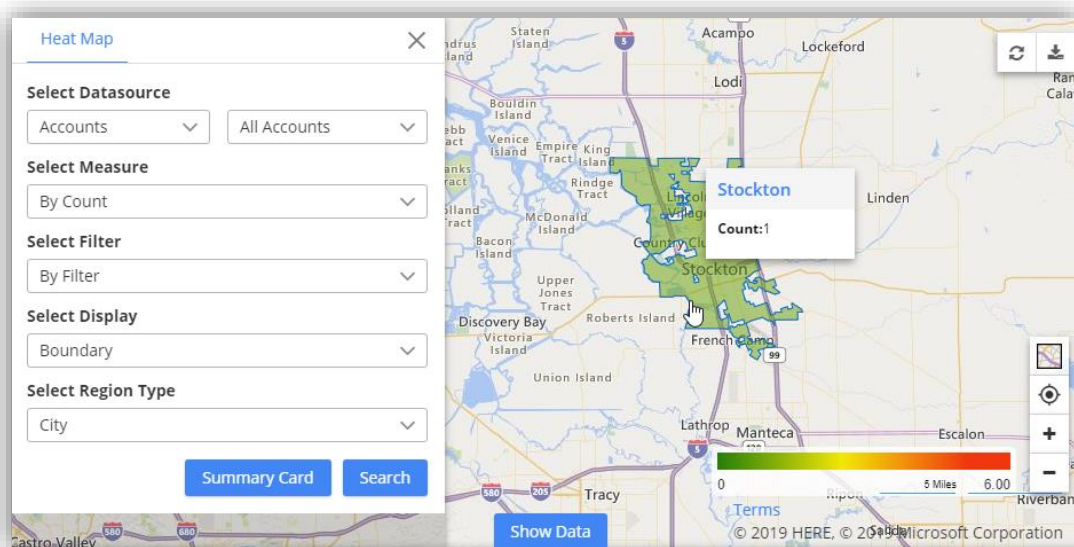 Heat Map
Select Datasource
Accounts
All Accounts
Select Measure
By Count
Select Filter
By Filter
Select Display
Boundary
Select Region Type
City
Summary Card
Search
Show Data
Staten
Island
Acampo
Lockeford
5
Lodi
Bouldin
Island
Venice
Island
Empire
Tract
King
Island
Rindge
Tract
McDonald
Island
Bacon
Island
Stockton
Count:1
Linden
Stockton
Upper
Jones
Tract
Discovery Bay
Victoria
Island
Roberts Island
French Camp
99
Union Island
Lathrop
Manteca
Escalon
5
0
5 Miles
6.00
580
205
Tracy
Terms
580
680
Castro Valley
© 2019 HERE, © 2019 Microsoft Corporation